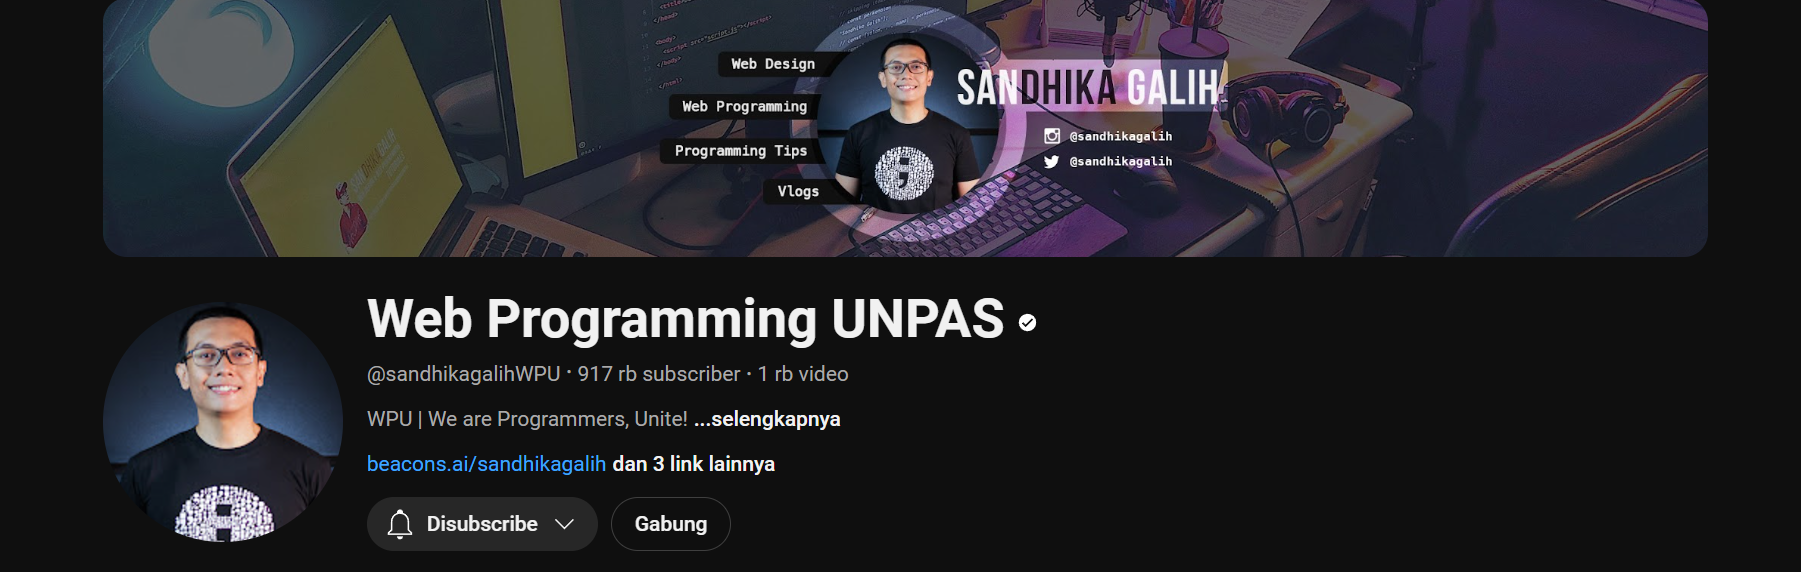 Web Design
Web Programming
Programming Tips
Vlogs
SANDHIKA GALIH
@sandhikagalih
@sandhikagalih
Web Programming UNPAS
@sandhikagalihWPU • 917 rb subscriber • 1 rb video
WPU | We are Programmers, Unite! ...selengkapnya
beacons.ai/sandhikagalih dan 3 link lainnya
Disubscribe
Gabung